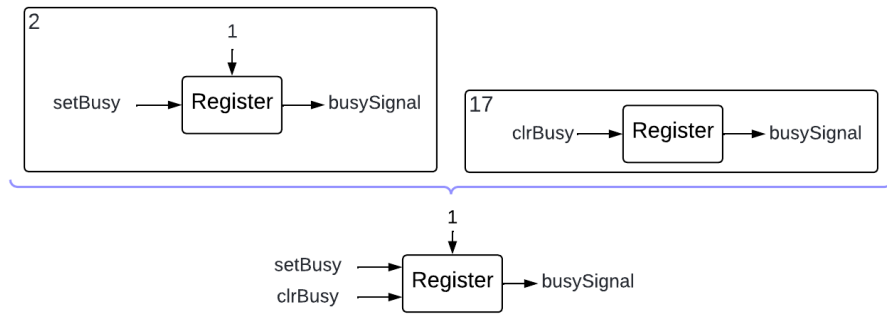 2
1
setBusy
Register
busySignal
17
clrBusy
Register
busySignal
1
setBusy
clrBusy
Register
busySignal